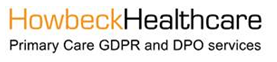 HowbeckHealthcare
Primary Care GDPR and DPO services